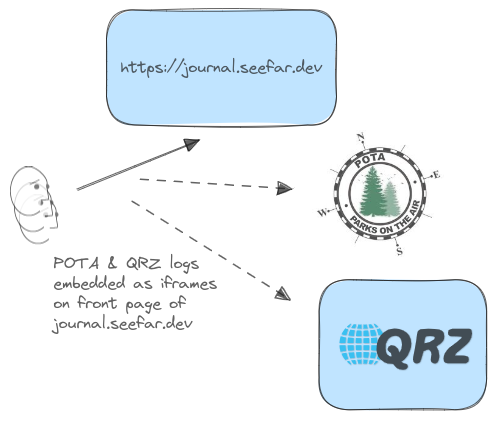 https://journal.seefar.dev
N
POTA
E
W
PARKS ON THE AIR
S
POTA & QRZ logs
embedded as iframes
on front page of
journal.seefar.dev
QRZ